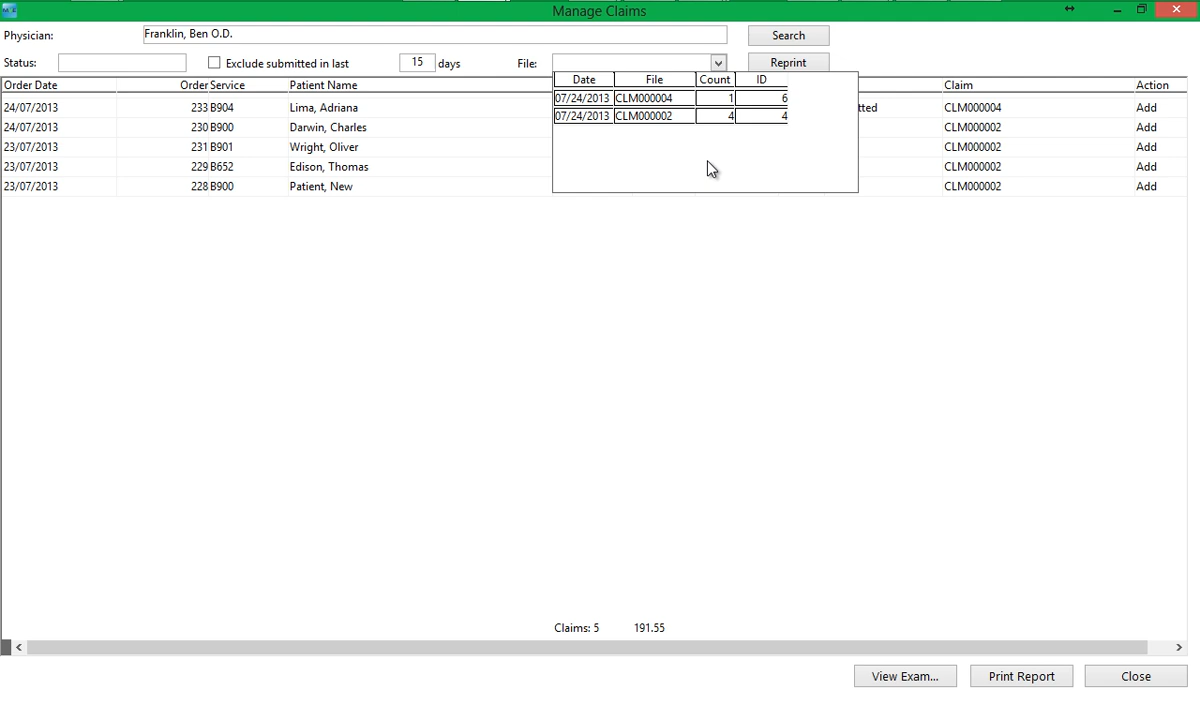 Manage Claims
Physician: Franklin, Ben O.D. Search
Status: Exclude submitted in last 15 days File: Reprint
Order Date Order Service Patient Name Claim Action
Date File Count ID
07/24/2013 CLM000004 1 6
07/24/2013 CLM000002 4 4
24/07/2013 233 B904 Lima, Adriana tted CLM000004 Add
24/07/2013 230 B900 Darwin, Charles CLM000002 Add
23/07/2013 231 B901 Wright, Oliver CLM000002 Add
23/07/2013 229 B652 Edison, Thomas CLM000002 Add
23/07/2013 228 B900 Patient, New CLM000002 Add
Claims: 5 191.55
View Exam... Print Report Close